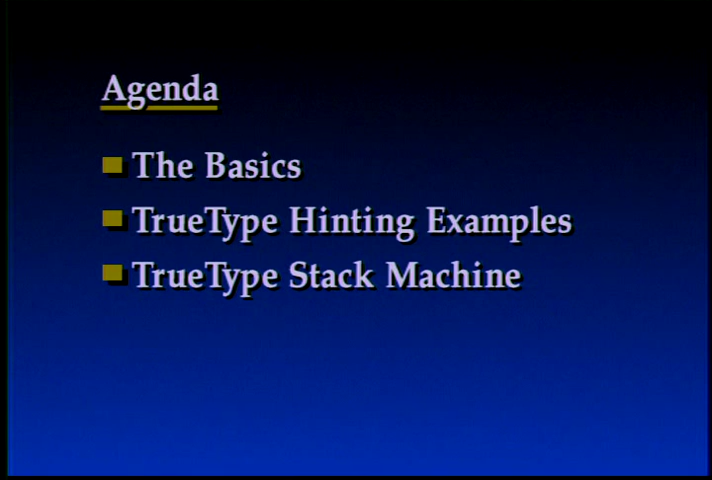 Agenda
The Basics
TrueType Hinting Examples
TrueType Stack Machine